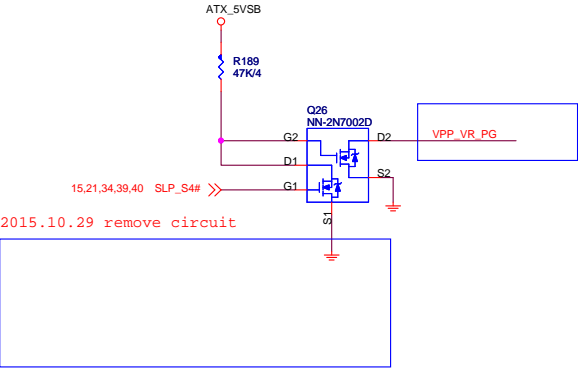 ATX_5VSB
R189
47K/4
Q26
NN-2N7002D
G2
D2
VPP_VR_PG
D1
S2
15,21,34,39,40 SLP_S4#
G1
S1
2015.10.29 remove circuit